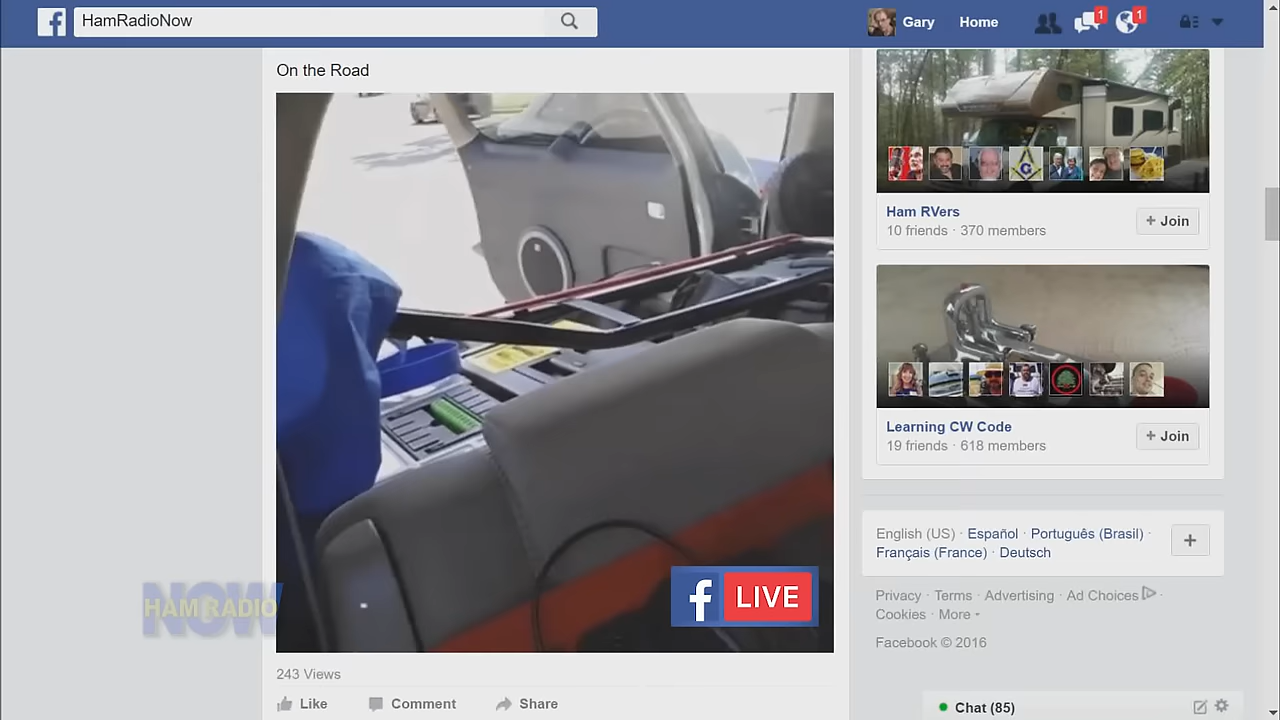 HamRadioNow
Gary
Home
1
1
On the Road
Ham RVers
10 friends · 370 members
+ Join
Learning CW Code
19 friends · 618 members
+ Join
English (US) · Español · Português (Brasil) ·
Français (France) · Deutsch
+
Privacy · Terms · Advertising · Ad Choices ·
Cookies · More
Facebook © 2016
f LIVE
HAM RADIO
NOW
243 Views
Like
Comment
Share
Chat (85)